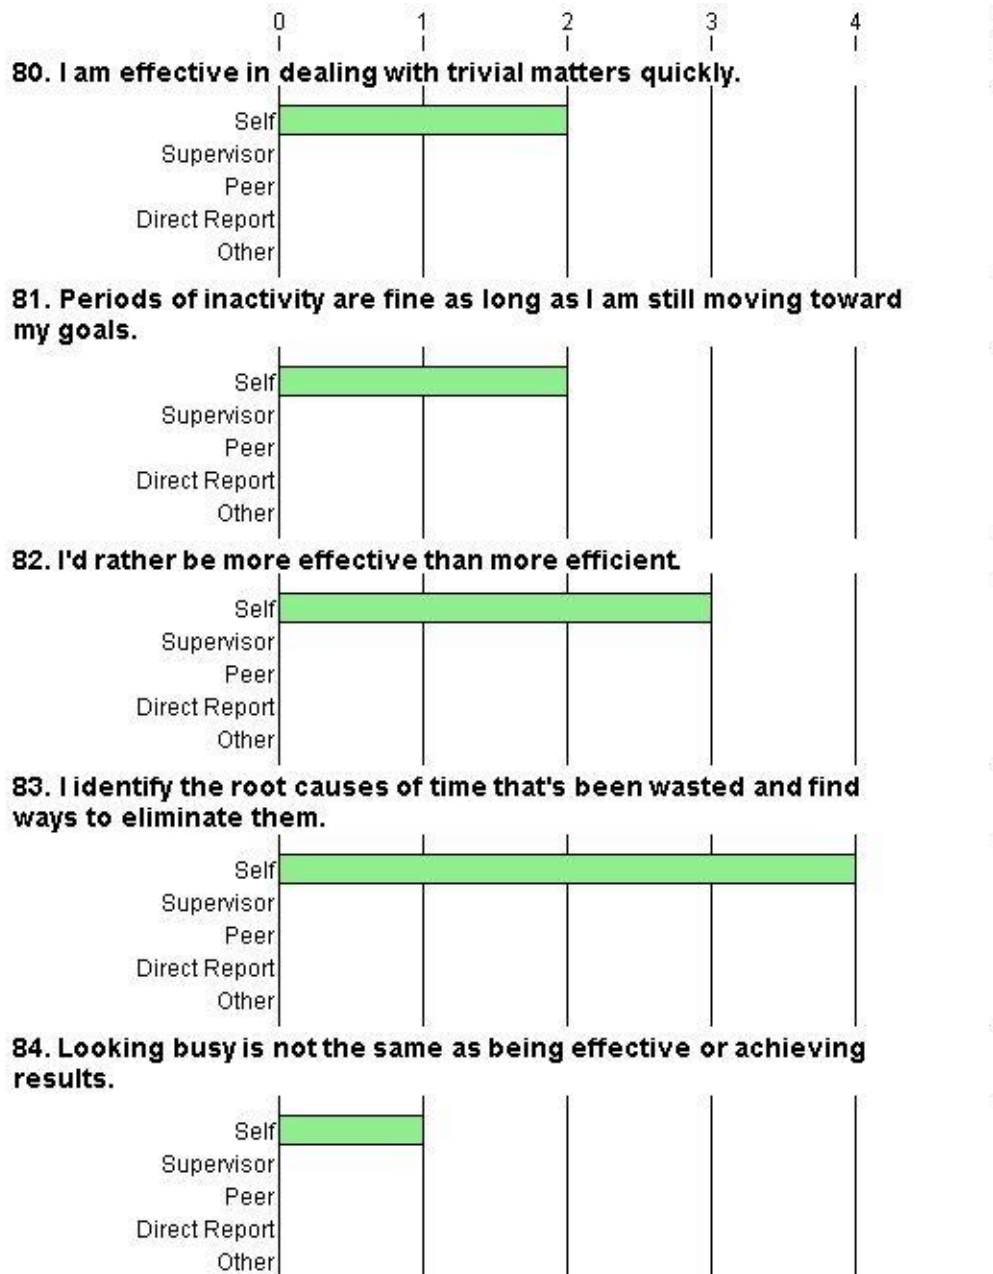 0 1 2 3 4
80. I am effective in dealing with trivial matters quickly.
Self
Supervisor
Peer
Direct Report
Other
81. Periods of inactivity are fine as long as I am still moving toward
my goals.
Self
Supervisor
Peer
Direct Report
Other
82. I'd rather be more effective than more efficient.
Self
Supervisor
Peer
Direct Report
Other
83. I identify the root causes of time that's been wasted and find
ways to eliminate them.
Self
Supervisor
Peer
Direct Report
Other
84. Looking busy is not the same as being effective or achieving
results.
Self
Supervisor
Peer
Direct Report
Other